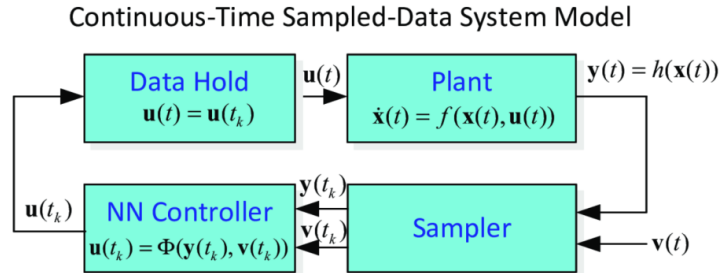 Continuous-Time Sampled-Data System Model
Data Hold
u(t) = u(t_k)
u(t)
Plant
ẋ(t) = f(x(t), u(t))
y(t) = h(x(t))
u(t_k)
NN Controller
u(t_k) = Φ(y(t_k), v(t_k))
y(t_k)
v(t_k)
Sampler
v(t)